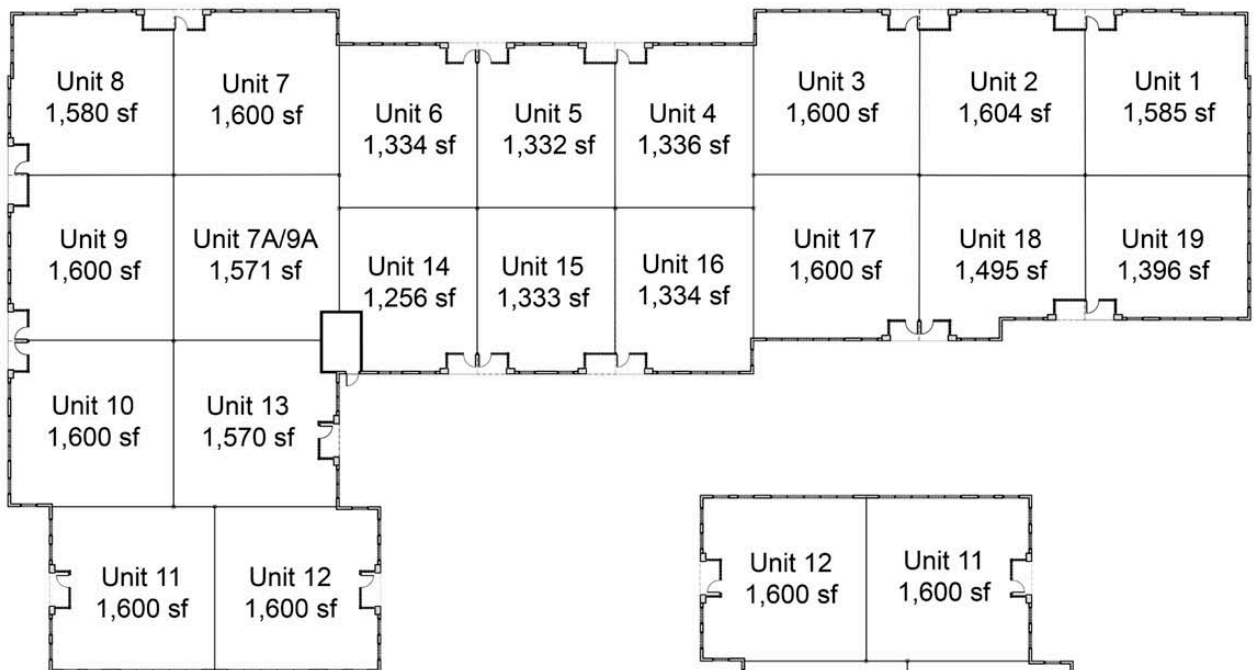 Unit 8
1,580 sf
Unit 7
1,600 sf
Unit 6
1,334 sf
Unit 5
1,332 sf
Unit 4
1,336 sf
Unit 3
1,600 sf
Unit 2
1,604 sf
Unit 1
1,585 sf
Unit 9
1,600 sf
Unit 7A/9A
1,571 sf
Unit 14
1,256 sf
Unit 15
1,333 sf
Unit 16
1,334 sf
Unit 17
1,600 sf
Unit 18
1,495 sf
Unit 19
1,396 sf
Unit 10
1,600 sf
Unit 13
1,570 sf
Unit 11
1,600 sf
Unit 12
1,600 sf
Unit 12
1,600 sf
Unit 11
1,600 sf